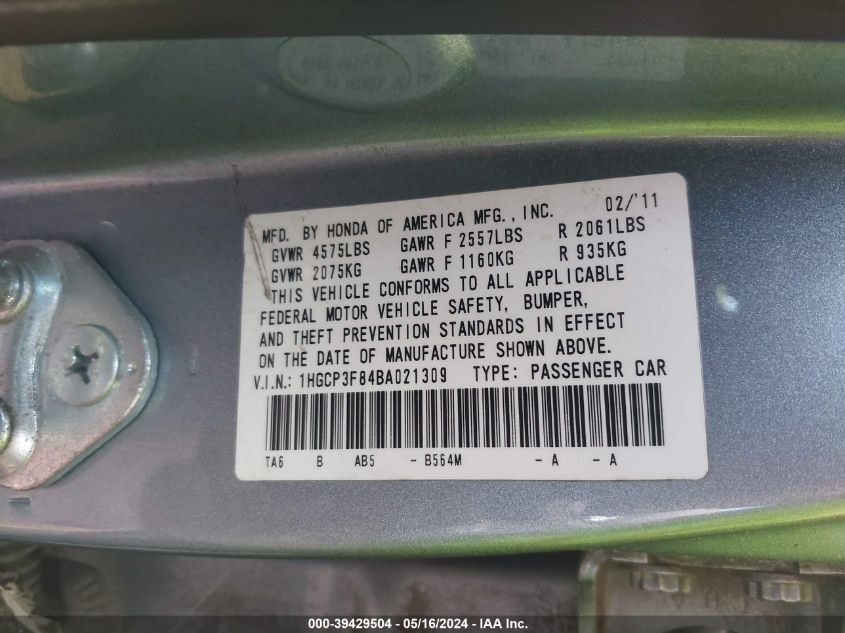 MFD. BY HONDA OF AMERICA MFG., INC. 02/'11
GVWR 4575LBS GAWR F 2557LBS R 2061LBS
GVWR 2075KG GAWR F 1160KG R 935KG
THIS VEHICLE CONFORMS TO ALL APPLICABLE
FEDERAL MOTOR VEHICLE SAFETY, BUMPER,
AND THEFT PREVENTION STANDARDS IN EFFECT
ON THE DATE OF MANUFACTURE SHOWN ABOVE.
V.I.N.: 1HGCP3F84BA021309 TYPE: PASSENGER CAR
TA6 B AB5 - B564M - A - A
000-39429504 - 05/16/2024 - IAA Inc.